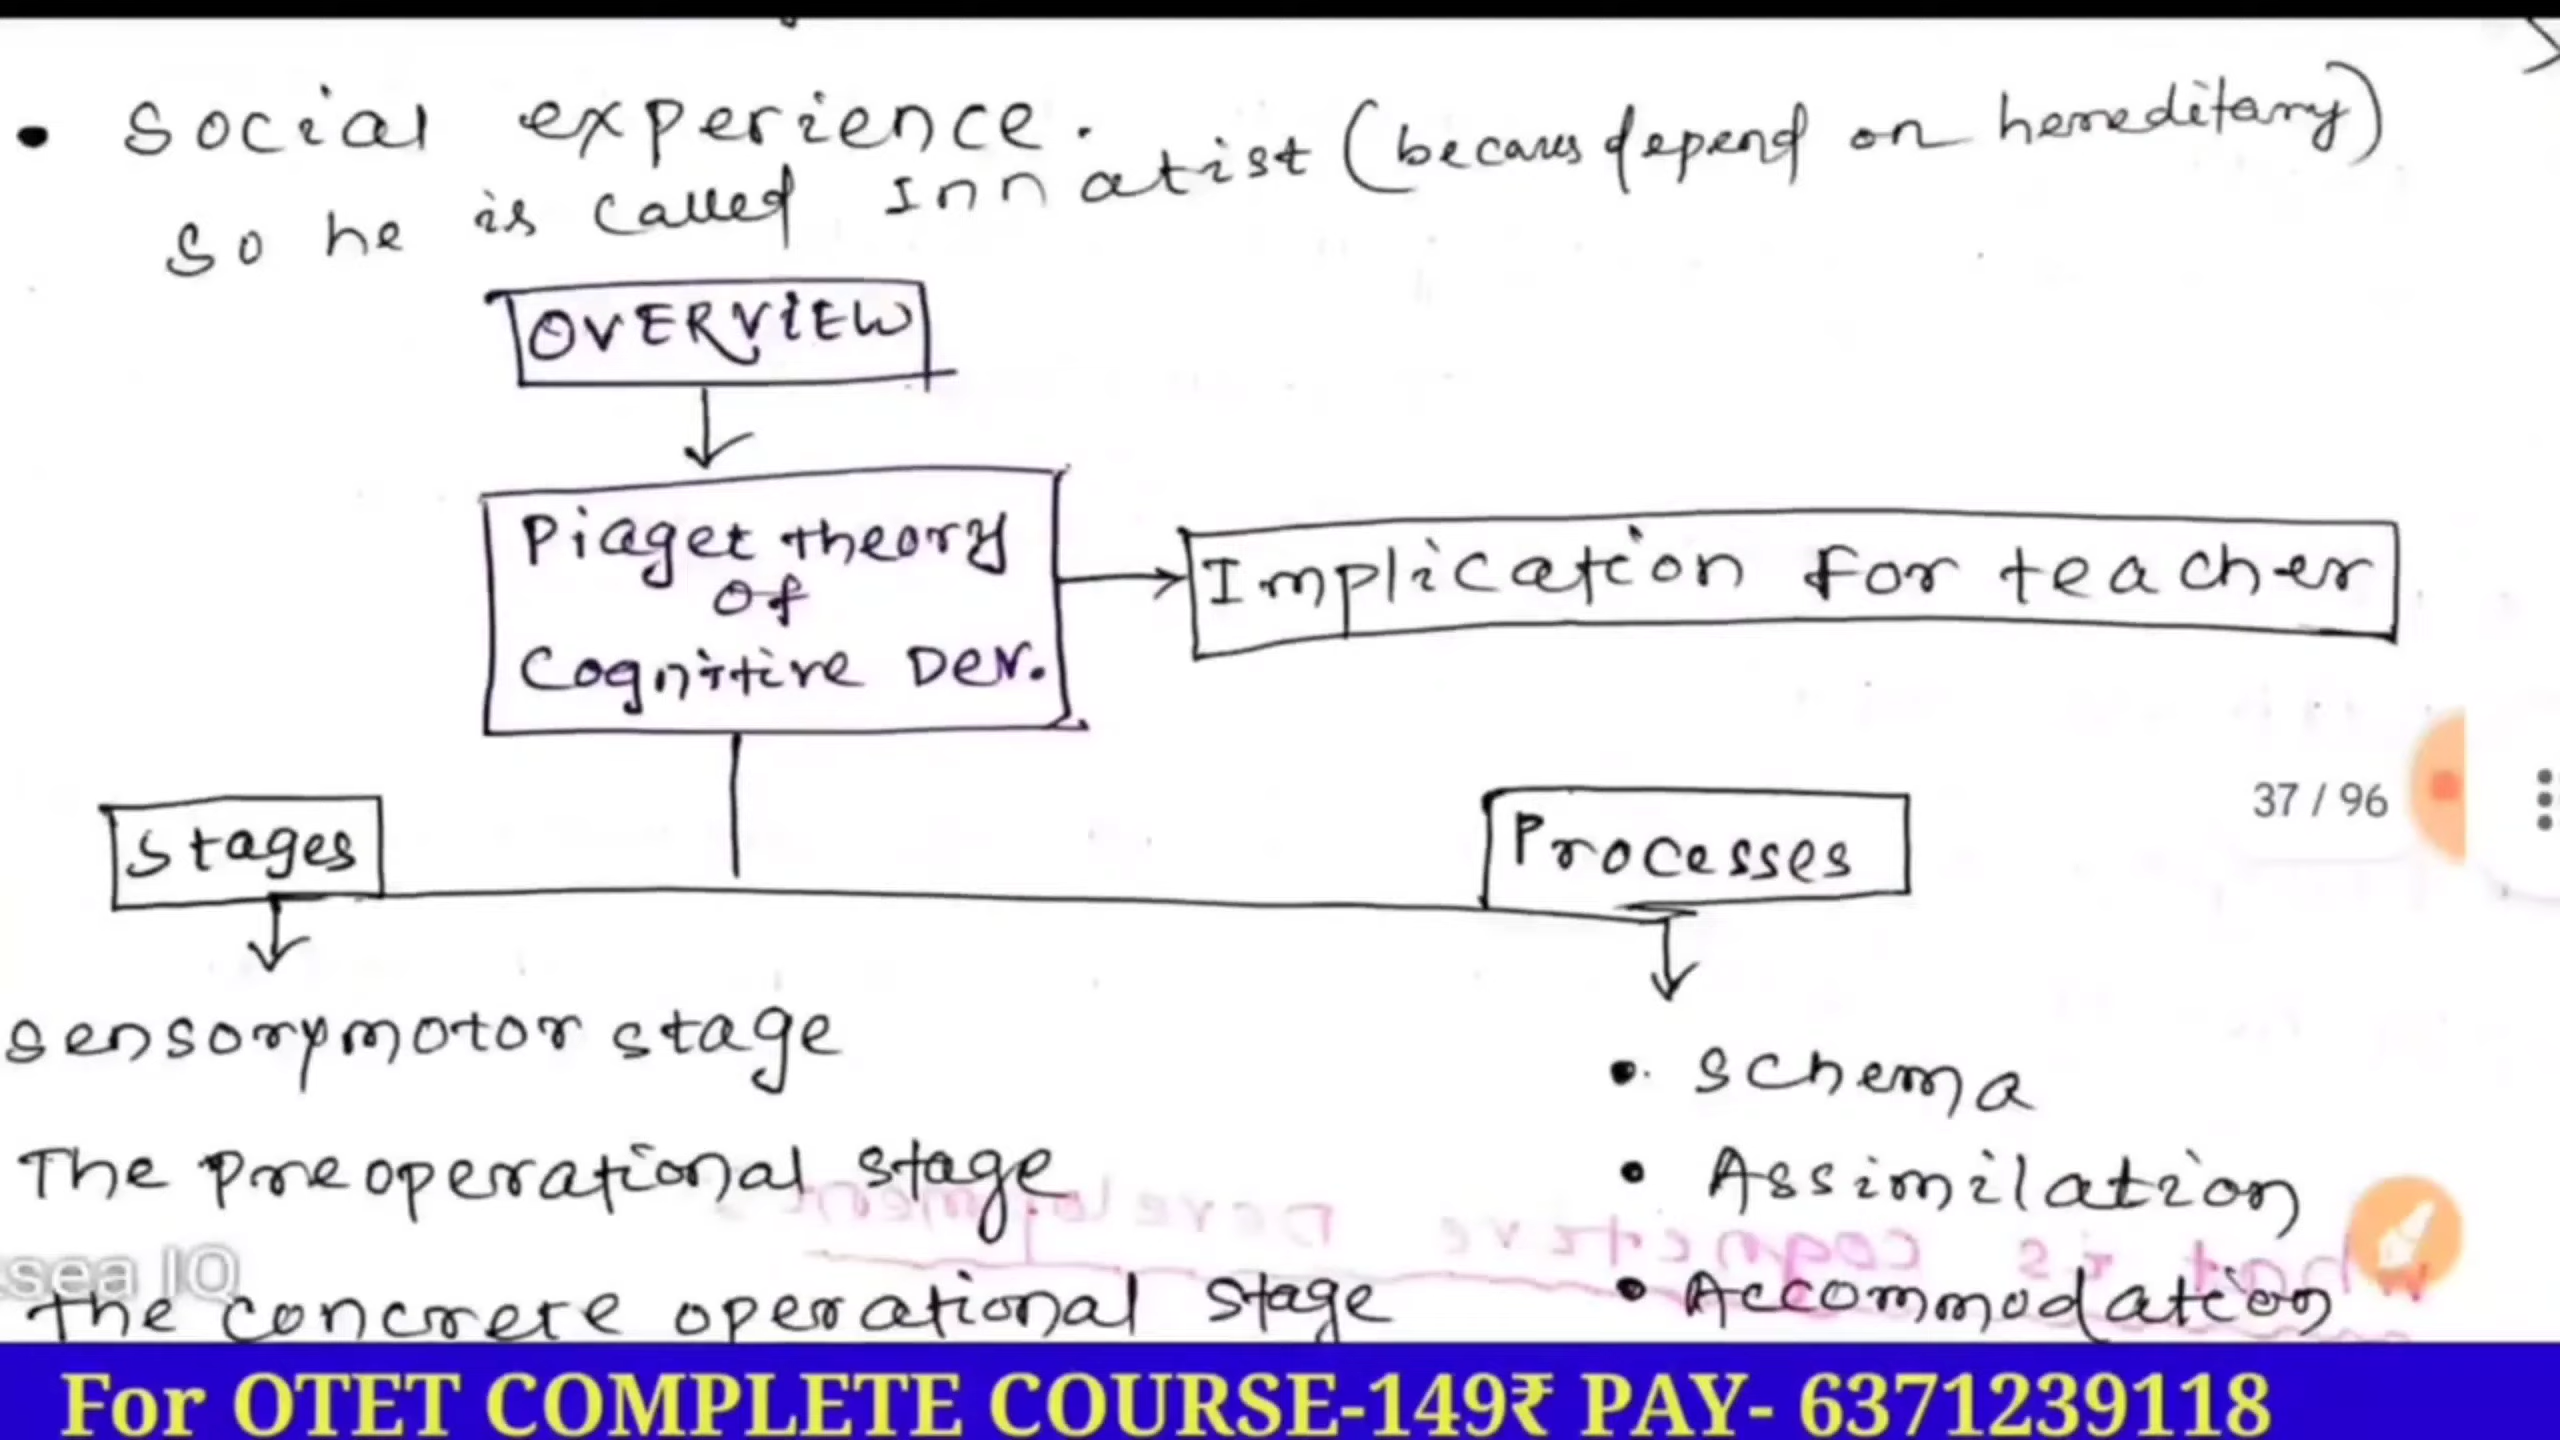 • Social experience.
So he is called Innatist (becaus depend on hereditary)
OVERVIEW
Piaget theory
of
Cognitive Dev.
Implication for teacher
Stages
Processes
37 / 96
sensorymotor stage
• schema
The preoperational stage
• Assimilation
sea IQ
The concrete operational stage
• Accommodation
For OTET COMPLETE COURSE-149₹ PAY- 6371239118